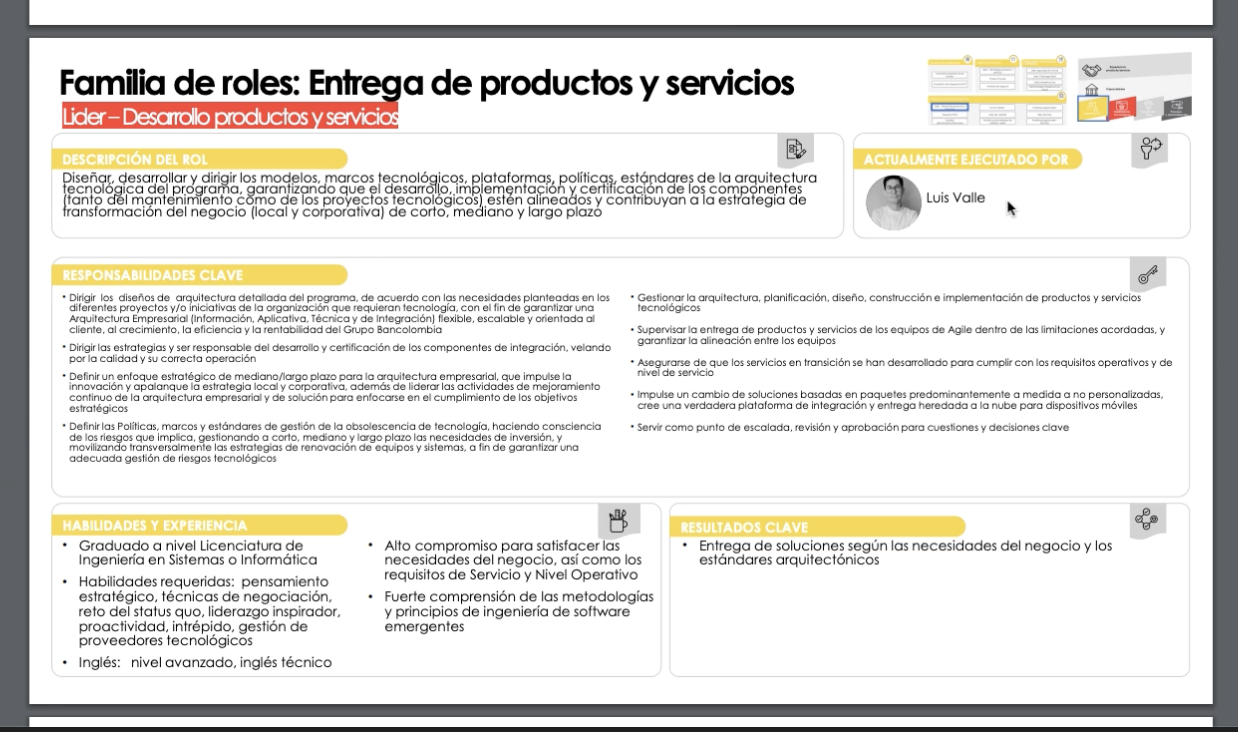 Familia de roles: Entrega de productos y servicios
Lider – Desarrollo productos y servicios
DESCRIPCIÓN DEL ROL
Diseñar, desarrollar y dirigir los modelos, marcos tecnológicos, plataformas, políticas, estándares de la arquitectura
tecnológica del programa, garantizando que el desarrollo, implementación y certificación de los componentes
(tanto del mantenimiento como de los proyectos tecnológicos) estén alineados y contribuyan a la estrategia de
transformación del negocio (local y corporativa) de corto, mediano y largo plazo
ACTUALMENTE EJECUTADO POR
Luis Valle
RESPONSABILIDADES CLAVE
• Dirigir los diseños de arquitectura detallada del programa, de acuerdo con las necesidades planteadas en los
diferentes proyectos y/o iniciativas de la organización que requieran tecnología, con el fin de garantizar una
Arquitectura Empresarial (Información, Aplicativa, Técnica y de Integración) flexible, escalable y orientada al
cliente, al crecimiento, la eficiencia y la rentabilidad del Grupo Bancolombia
• Dirigir las estrategias y ser responsable del desarrollo y certificación de los componentes de integración, velando
por la calidad y su correcta operación
• Definir un enfoque estratégico de mediano/largo plazo para la arquitectura empresarial, que impulse la
innovación y apalanque la estrategia local y corporativa, además de liderar las actividades de mejoramiento
continuo de la arquitectura empresarial y de solución para enfocarse en el cumplimiento de los objetivos
estratégicos
• Definir las Políticas, marcos y estándares de gestión de la obsolescencia de tecnología, haciendo consciencia
de los riesgos que implica, gestionando a corto, mediano y largo plazo las necesidades de inversión, y
movilizando transversalmente las estrategias de renovación de equipos y sistemas, a fin de garantizar una
adecuada gestión de riesgos tecnológicos
• Gestionar la arquitectura, planificación, diseño, construcción e implementación de productos y servicios
tecnológicos
• Supervisar la entrega de productos y servicios de los equipos de Agile dentro de las limitaciones acordadas, y
garantizar la alineación entre los equipos
• Asegurarse de que los servicios en transición se han desarrollado para cumplir con los requisitos operativos y de
nivel de servicio
• Impulse un cambio de soluciones basadas en paquetes predominantemente a medida a no personalizadas,
cree una verdadera plataforma de integración y entrega heredada a la nube para dispositivos móviles
• Servir como punto de escalada, revisión y aprobación para cuestiones y decisiones clave
HABILIDADES Y EXPERIENCIA
• Graduado a nivel Licenciatura de
Ingeniería en Sistemas o Informática
• Habilidades requeridas: pensamiento
estratégico, técnicas de negociación,
reto del status quo, liderazgo inspirador,
proactividad, intrépido, gestión de
proveedores tecnológicos
• Inglés: nivel avanzado, inglés técnico
• Alto compromiso para satisfacer las
necesidades del negocio, así como los
requisitos de Servicio y Nivel Operativo
• Fuerte comprensión de las metodologías
y principios de ingeniería de software
emergentes
RESULTADOS CLAVE
• Entrega de soluciones según las necesidades del negocio y los
estándares arquitectónicos